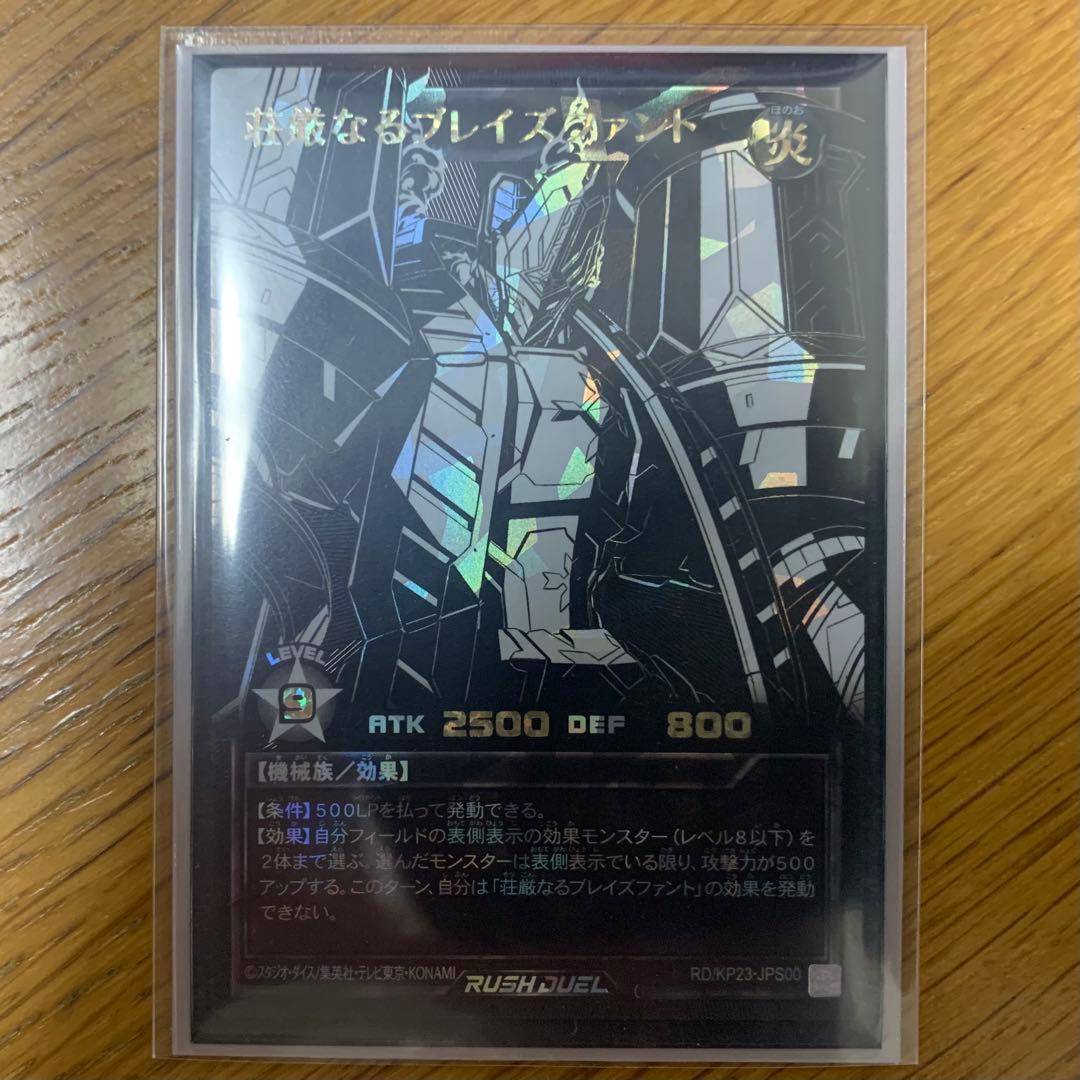 荘厳なるブレイズファント
ほのお
炎
LEVEL
9
ATK 2500 DEF 800
【機械族/効果】
【条件】500LPを払って発動できる。
【効果】自分フィールドの表側表示の効果モンスター(レベル8以下)を
2体まで選ぶ。選んだモンスターは表側表示でいる限り、攻撃力が500
アップする。このターン、自分は「荘厳なるブレイズファント」の効果を発動
できない。
©スタジオ・ダイス/集英社・テレビ東京・KONAMI
RUSH DUEL
RD/KP23-JPS00